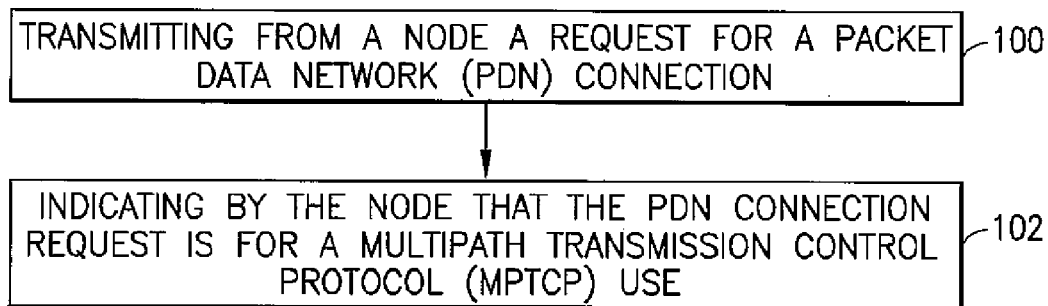 TRANSMITTING FROM A NODE A REQUEST FOR A PACKET
DATA NETWORK (PDN) CONNECTION
100
INDICATING BY THE NODE THAT THE PDN CONNECTION
REQUEST IS FOR A MULTIPATH TRANSMISSION CONTROL
PROTOCOL (MPTCP) USE
102